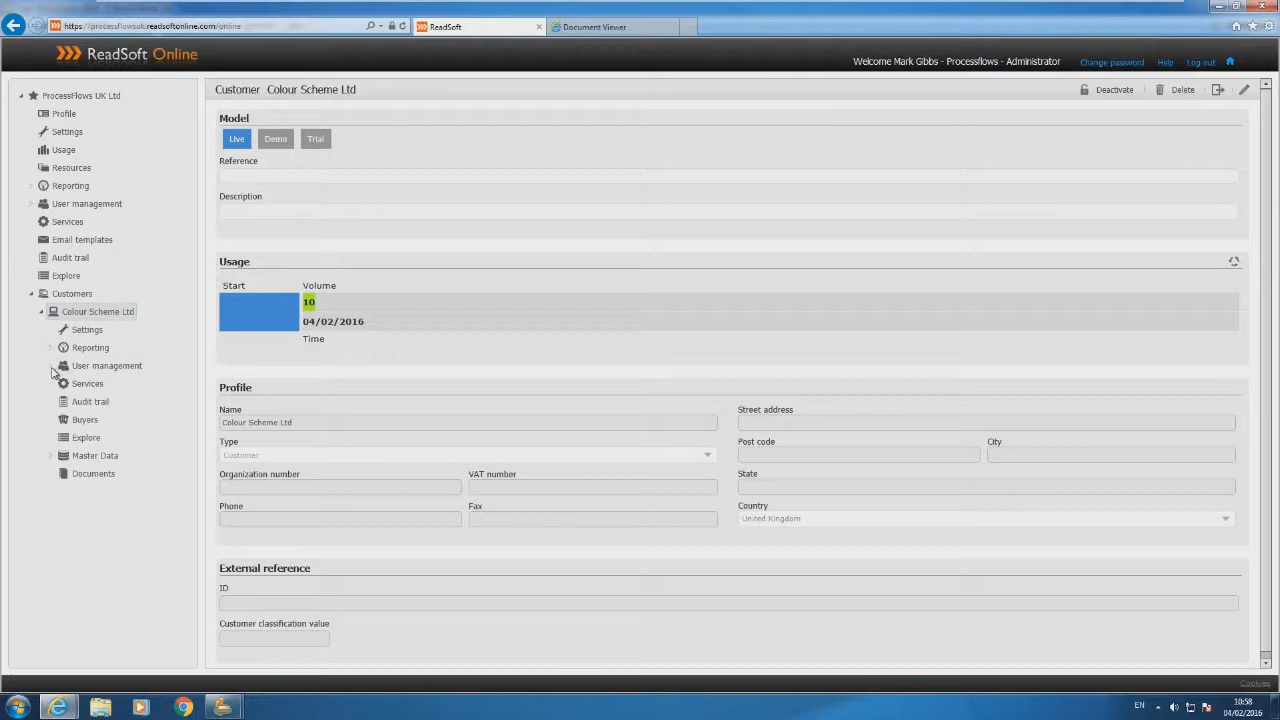 https://processflowsuk.readsoftonline.com/online
ReadSoft
Document Viewer
ReadSoft Online
Welcome Mark Gibbs - Processflows - Administrator
Change password
Help
Log out
ProcessFlows UK Ltd
Profile
Settings
Usage
Resources
Reporting
User management
Services
Email templates
Audit trail
Explore
Customers
Colour Scheme Ltd
Settings
Reporting
User management
Services
Audit trail
Buyers
Explore
Master Data
Documents
Customer Colour Scheme Ltd
Deactivate
Delete
Model
Live Demo Trial
Reference
Description
Usage
Start Volume
10
04/02/2016
Time
Profile
Name
Colour Scheme Ltd
Street address
Type
Customer
Post code City
Organization number VAT number
State
Phone Fax
Country
United Kingdom
External reference
ID
Customer classification value
Cookies
EN
10:58
04/02/2016